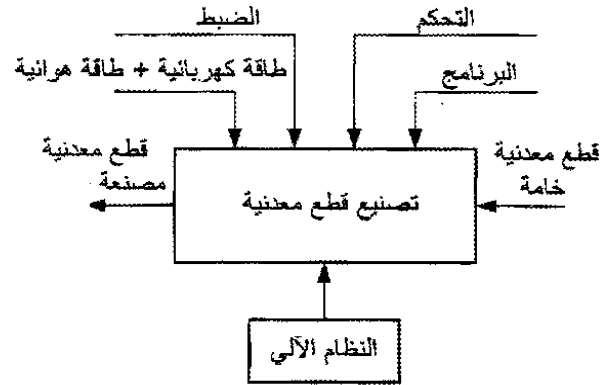 الضبط
التحكم
طاقة كهربائية + طاقة هوائية
البرنامج
قطع معدنية
خامة
تصنيع قطع معدنية
قطع معدنية
مصنعة
النظام الآلي